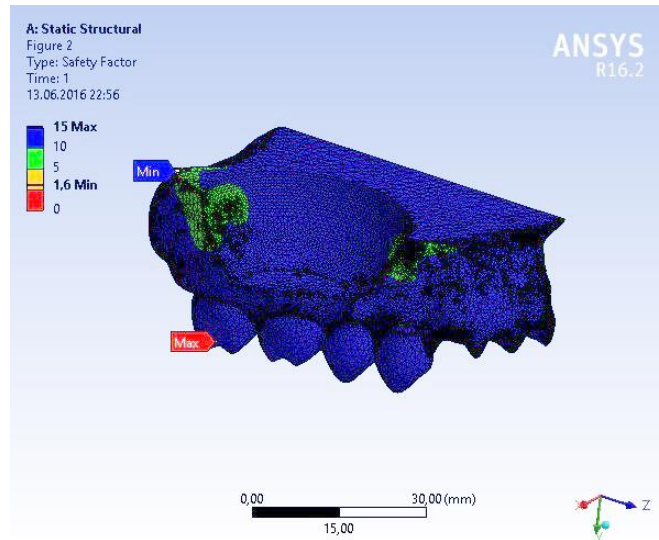 A: Static Structural
Figure 2
Type: Safety Factor
Time: 1
13.06.2016 22:56
ANSYS
R16.2
15 Max
10
5
1,6 Min
0
Min
Max
0,00
30,00 (mm)
15,00
X
Z